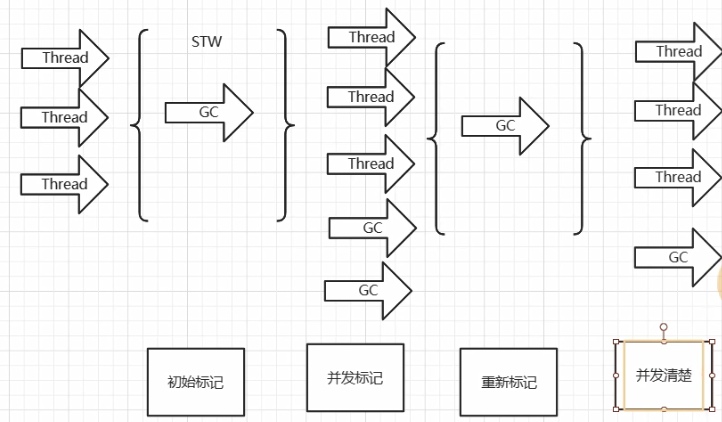 Thread
Thread
Thread
STW
GC
Thread
Thread
Thread
GC
GC
GC
Thread
Thread
Thread
GC
初始标记
并发标记
重新标记
并发清楚